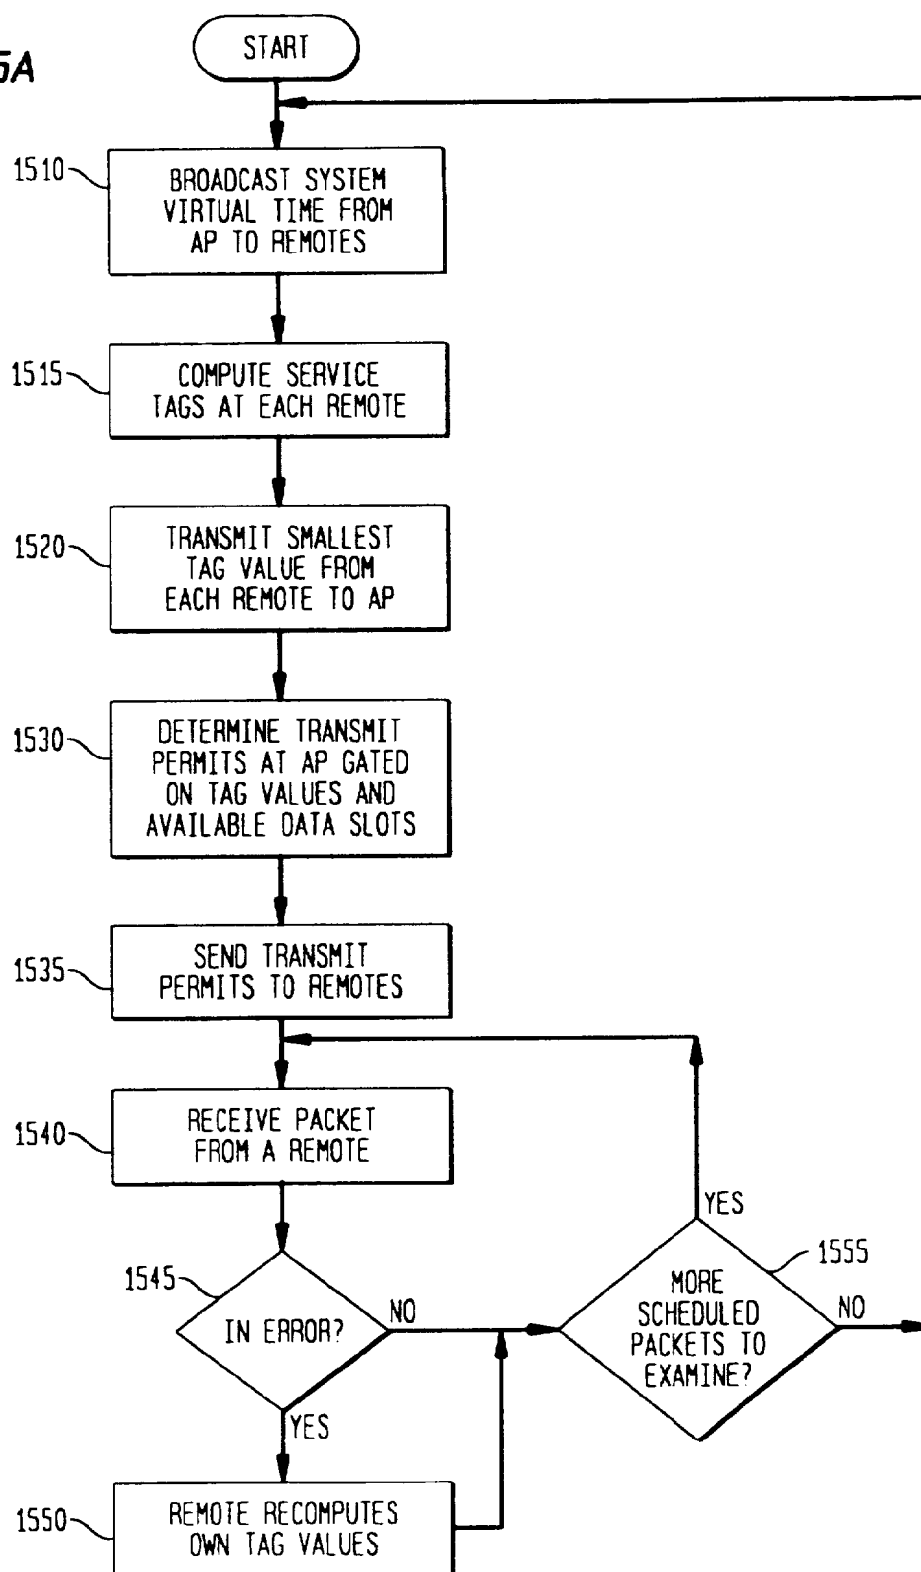 5A
START
1510
BROADCAST SYSTEM
VIRTUAL TIME FROM
AP TO REMOTES
1515
COMPUTE SERVICE
TAGS AT EACH REMOTE
1520
TRANSMIT SMALLEST
TAG VALUE FROM
EACH REMOTE TO AP
1530
DETERMINE TRANSMIT
PERMITS AT AP GATED
ON TAG VALUES AND
AVAILABLE DATA SLOTS
1535
SEND TRANSMIT
PERMITS TO REMOTES
1540
RECEIVE PACKET
FROM A REMOTE
YES
1545
IN ERROR?
NO
1555
MORE
SCHEDULED
PACKETS TO
EXAMINE?
NO
YES
1550
REMOTE RECOMPUTES
OWN TAG VALUES